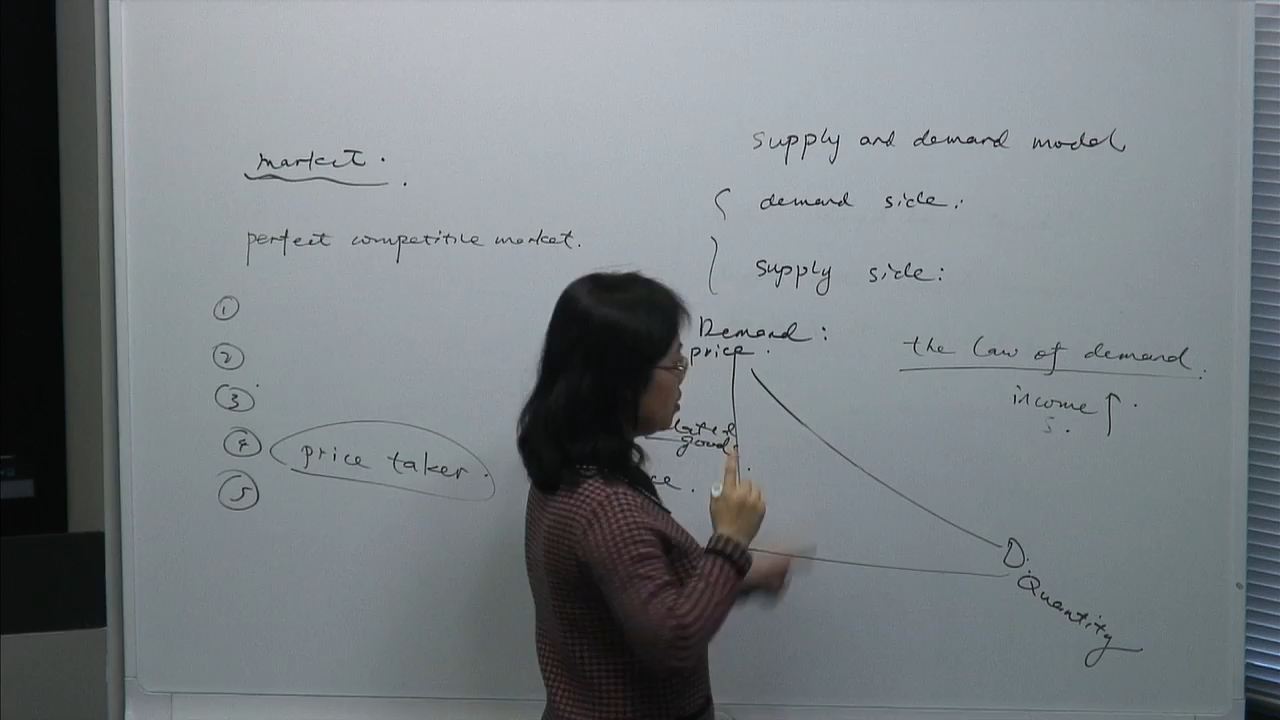 market.
perfect competitive market.
①
②
③
④ price taker.
⑤
supply and demand model
demand side:
supply side:
Demand:
price.
the law of demand.
income ↑.
good
D.
Quantity